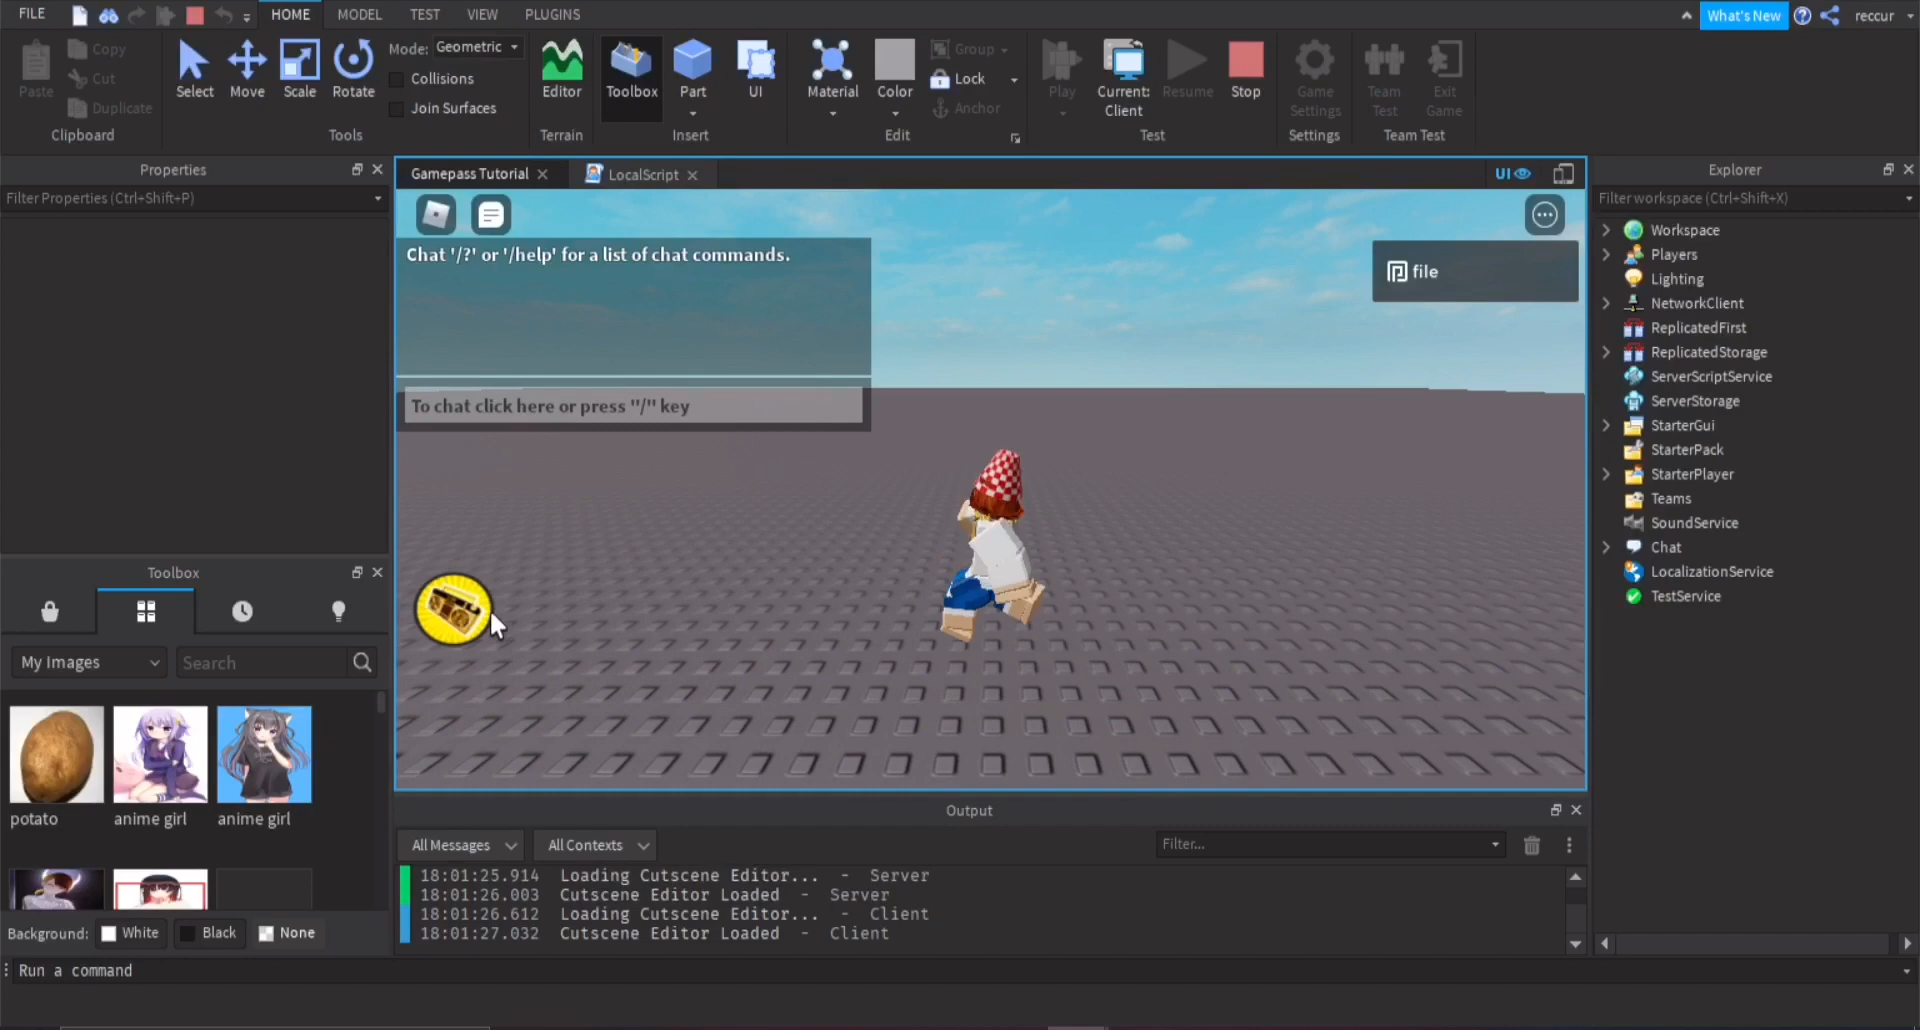 FILE
HOME
MODEL
TEST
VIEW
PLUGINS
What's New
reccur
Paste
Copy
Cut
Duplicate
Clipboard
Select
Move
Scale
Rotate
Mode: Geometric
Collisions
Join Surfaces
Tools
Editor
Terrain
Toolbox
Part
UI
Insert
Material
Color
Group
Lock
Anchor
Edit
Play
Current:
Client
Resume
Stop
Test
Game
Settings
Settings
Team
Test
Exit
Game
Team Test
Properties
Filter Properties (Ctrl+Shift+P)
Gamepass Tutorial
LocalScript
UI
Explorer
Filter workspace (Ctrl+Shift+X)
Chat '/?' or '/help' for a list of chat commands.
To chat click here or press "/" key
file
Workspace
Players
Lighting
NetworkClient
ReplicatedFirst
ReplicatedStorage
ServerScriptService
ServerStorage
StarterGui
StarterPack
StarterPlayer
Teams
SoundService
Chat
LocalizationService
TestService
Toolbox
My Images
Search
potato
anime girl
anime girl
Background: White Black None
Output
All Messages
All Contexts
Filter...
18:01:25.914 Loading Cutscene Editor... - Server
18:01:26.003 Cutscene Editor Loaded - Server
18:01:26.612 Loading Cutscene Editor... - Client
18:01:27.032 Cutscene Editor Loaded - Client
Run a command